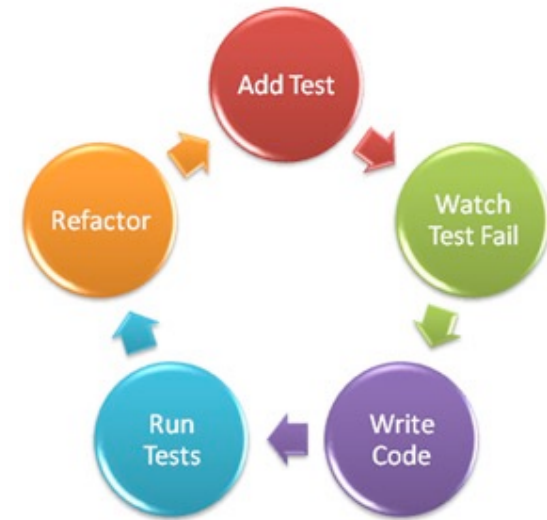 Add Test
Watch
Test Fail
Write
Code
Run
Tests
Refactor